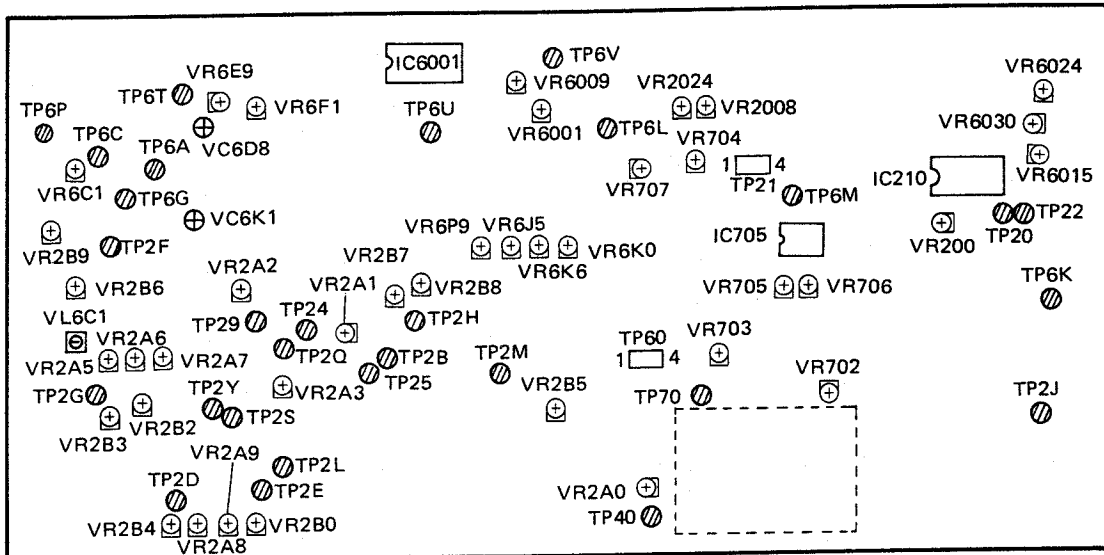 IC6001
TP6V
VR6E9
VR6009
VR2024
VR6024
TP6T
TP6P
VR6F1
TP6U
VR2008
VR6001
TP6L
VR6030
TP6C
TP6A
VC6D8
VR704
1 4
IC210
VR6015
VR6C1
TP6G
VR707
TP21
TP6M
VC6K1
TP22
TP20
VR200
VR6P9
VR6J5
IC705
VR2B9
TP2F
VR2B7
VR6K0
VR6K6
VR2A2
VR2A1
TP6K
VR2B6
VR2B8
VR705
VR706
VL6C1
TP24
TP29
TP2H
VR2A6
TP60
VR703
VR2A5
VR2A7
TP2Q
TP2B
TP2M
1 4
VR702
TP25
VR2B5
TP2G
TP2Y
VR2A3
TP70
TP2J
VR2B3
VR2B2
TP2S
VR2A9
TP2L
TP2D
TP2E
VR2A0
VR2B4
VR2B0
TP40
VR2A8